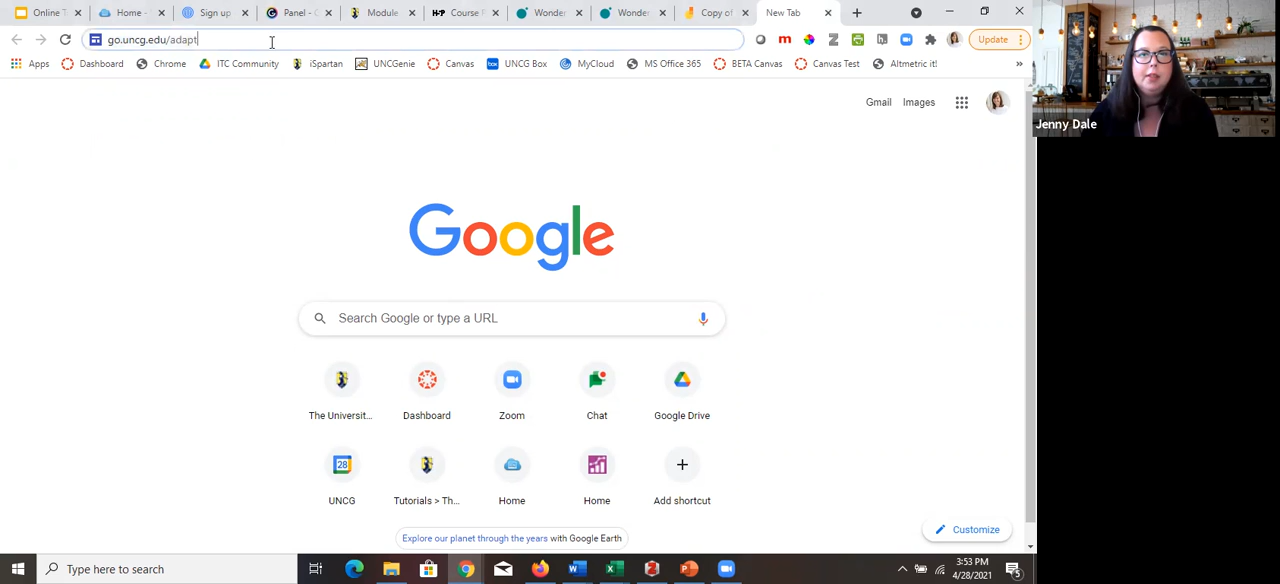 Online T
Home -
Sign up
Panel - C
Module
H2P Course F
Wonder
Wonder
Copy of
New Tab
go.uncg.edu/adapt
Update
Apps
Dashboard
Chrome
ITC Community
iSpartan
UNCGenie
Canvas
box UNCG Box
MyCloud
MS Office 365
BETA Canvas
Canvas Test
Altmetric it!
»
Gmail Images
Jenny Dale
Google
Search Google or type a URL
The Universit...
Dashboard
Zoom
Chat
Google Drive
28
UNCG
Tutorials > Th...
Home
Home
Add shortcut
Explore our planet through the years with Google Earth
Customize
Type here to search
3:53 PM
4/28/2021
5